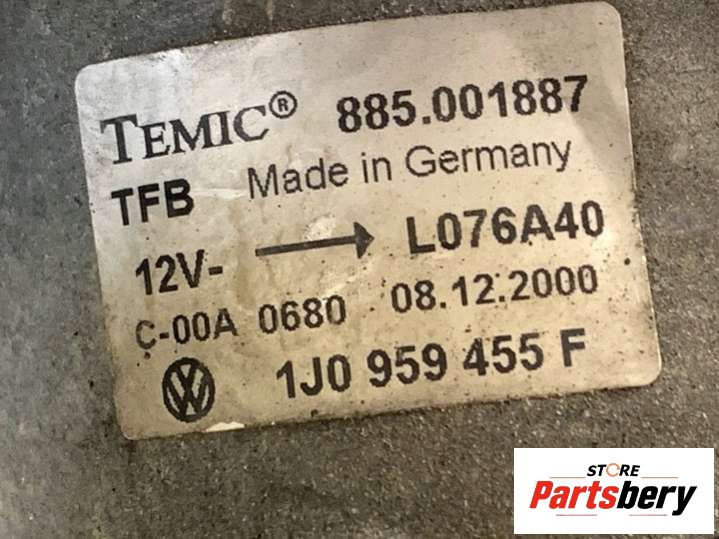 TEMIC® 885.001887
TFB Made in Germany
12V- → L076A40
Ç-00A 0680 08.12.2000
VW 1J0 959 455 F
STORE
Partsbery